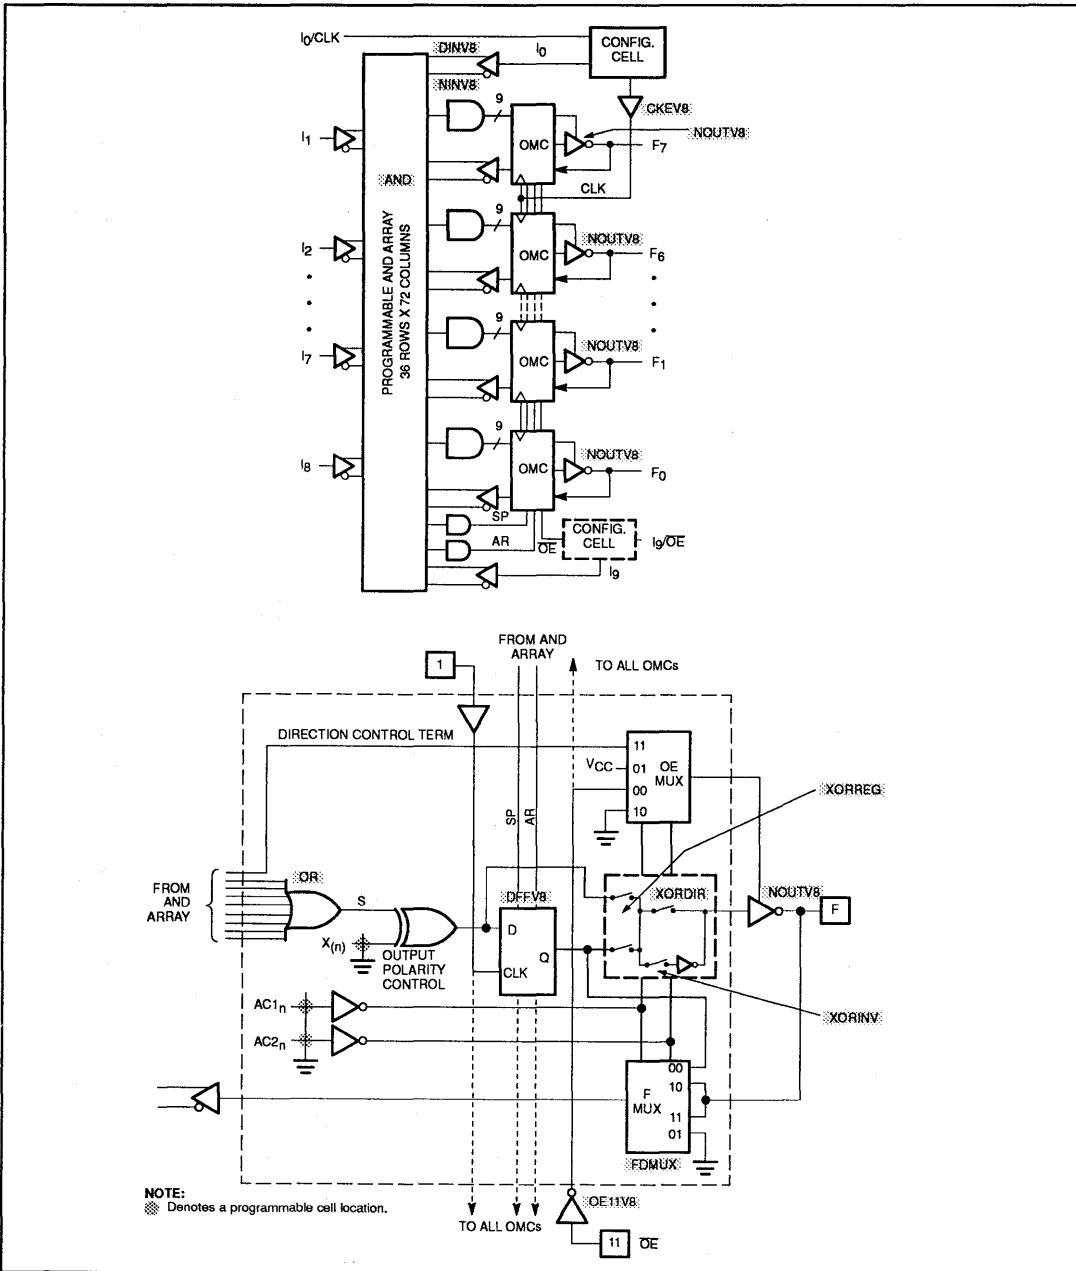 I0/CLK
CONFIG. CELL
DINV8
I0
NINV8
CKEV8
9
NOUTV8
I1
OMC
F7
AND
CLK
9
NOUTV8
I2
OMC
F6
PROGRAMMABLE AND ARRAY
36 ROWS X 72 COLUMNS
9
NOUTV8
I7
OMC
F1
9
NOUTV8
I8
OMC
F0
SP
AR
OE
CONFIG. CELL
I9/OE
I9
FROM AND ARRAY
1
TO ALL OMCs
DIRECTION CONTROL TERM
11
VCC
01
OE MUX
00
10
XORREG
SP
AR
FROM AND ARRAY
OR
S
DFFV8
XORDIR
NOUTV8
F
X(n)
OUTPUT POLARITY CONTROL
D
Q
CLK
AC1n
AC2n
XORINV
00
10
F MUX
11
01
FDMUX
NOTE:
Denotes a programmable cell location.
OE11V8
TO ALL OMCs
11
OE